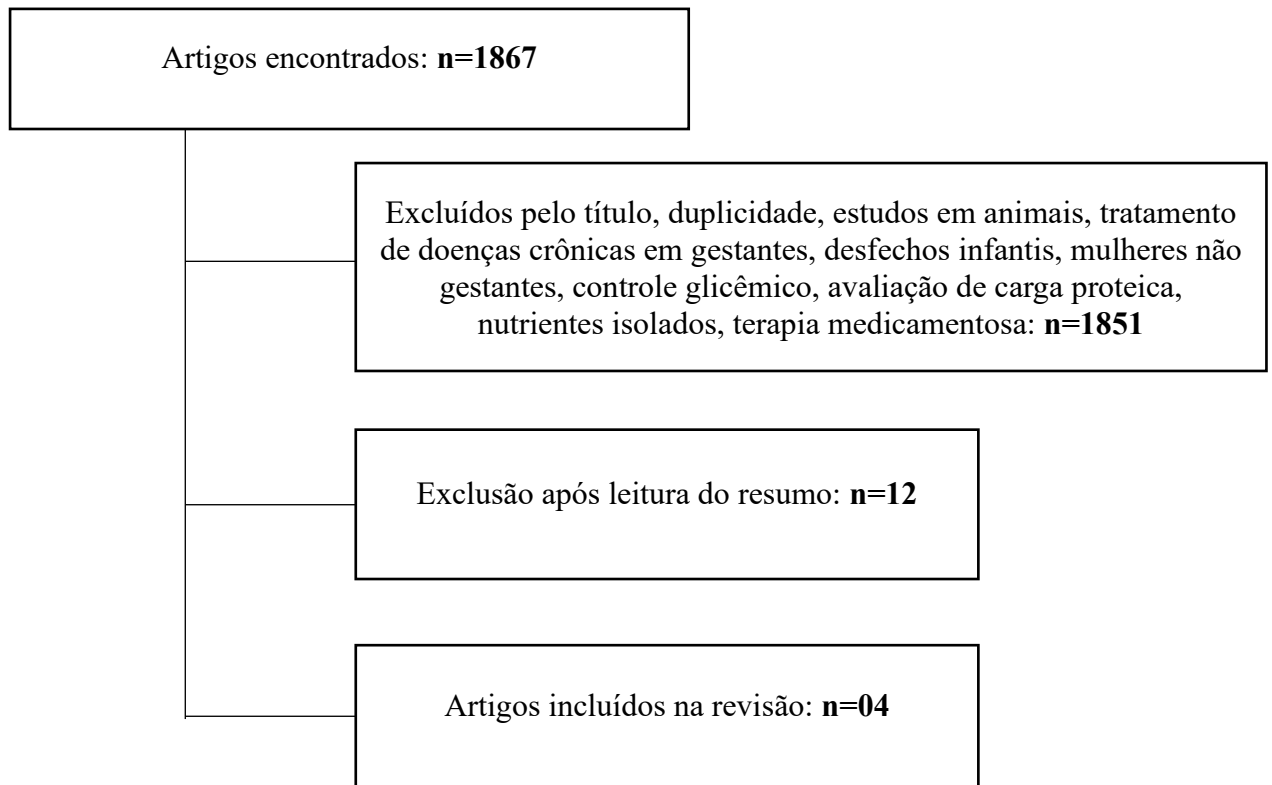 Artigos encontrados: n=1867
Excluídos pelo título, duplicidade, estudos em animais, tratamento
de doenças crônicas em gestantes, desfechos infantis, mulheres não
gestantes, controle glicêmico, avaliação de carga proteica,
nutrientes isolados, terapia medicamentosa: n=1851
Exclusão após leitura do resumo: n=12
Artigos incluídos na revisão: n=04